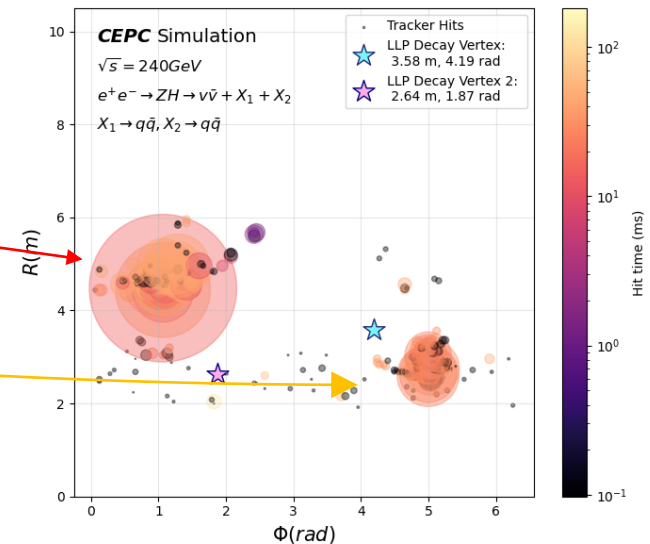 CEPC Simulation
√s = 240GeV
e⁺e⁻→ZH→νν̄ + X₁ + X₂
X₁→qq̄, X₂→qq̄
Tracker Hits
LLP Decay Vertex:
3.58 m, 4.19 rad
LLP Decay Vertex 2:
2.64 m, 1.87 rad
10
8
6
4
2
0
R(m)
0 1 2 3 4 5 6
Φ(rad)
10²
10¹
10⁰
10⁻¹
Hit time (ms)